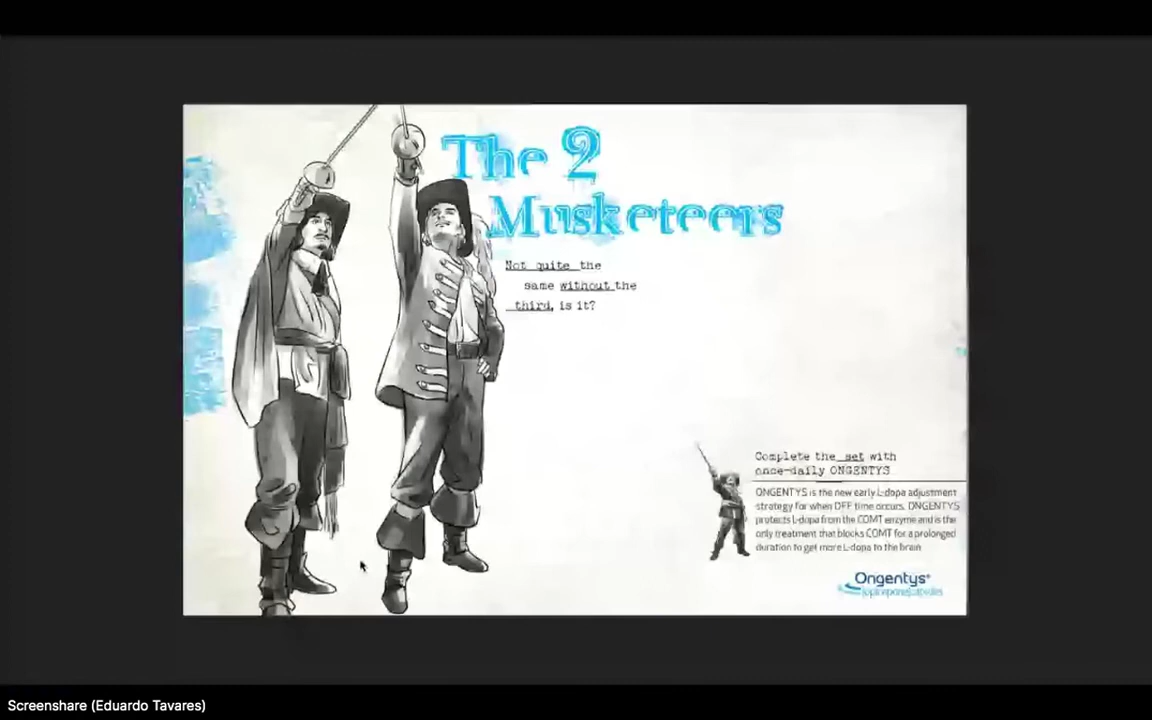 The 2
Musketeers
Not quite the
same without the
third, is it?
Complete the set with
once-daily ONGENTYS
ONGENTYS is the new early L-dopa adjustment
strategy for when OFF time occurs. ONGENTYS
protects L-dopa from the COMT enzyme and is the
only treatment that blocks COMT for a prolonged
duration to get more L-dopa to the brain
Ongentys®
Screenshare (Eduardo Tavares)